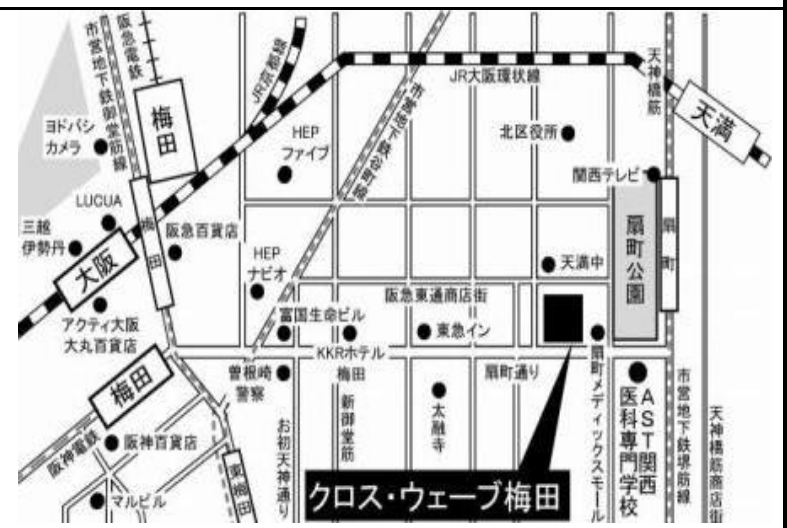 市営地下鉄御堂筋線
阪急電鉄
梅田
JR京都線
JR大阪環状線
天神橋筋
天満
ヨドバシ
カメラ
HEP
ファイブ
市営地下鉄谷町線
北区役所
関西テレビ
LUCUA
三越
伊勢丹
梅田
阪急百貨店
扇町公園
扇町
大阪
HEP
ナビオ
天満中
阪急東通商店街
アクティ大阪
大丸百貨店
富国生命ビル
東急イン
KKRホテル
梅田
扇町通り
梅田
曽根崎
警察
扇町メディックスモール
AST関西
医科専門学校
市営地下鉄堺筋線
天神橋筋商店街
阪神電鉄
阪神百貨店
お初天神通り
新御堂筋
太融寺
東梅田
マルビル
クロス・ウェーブ梅田